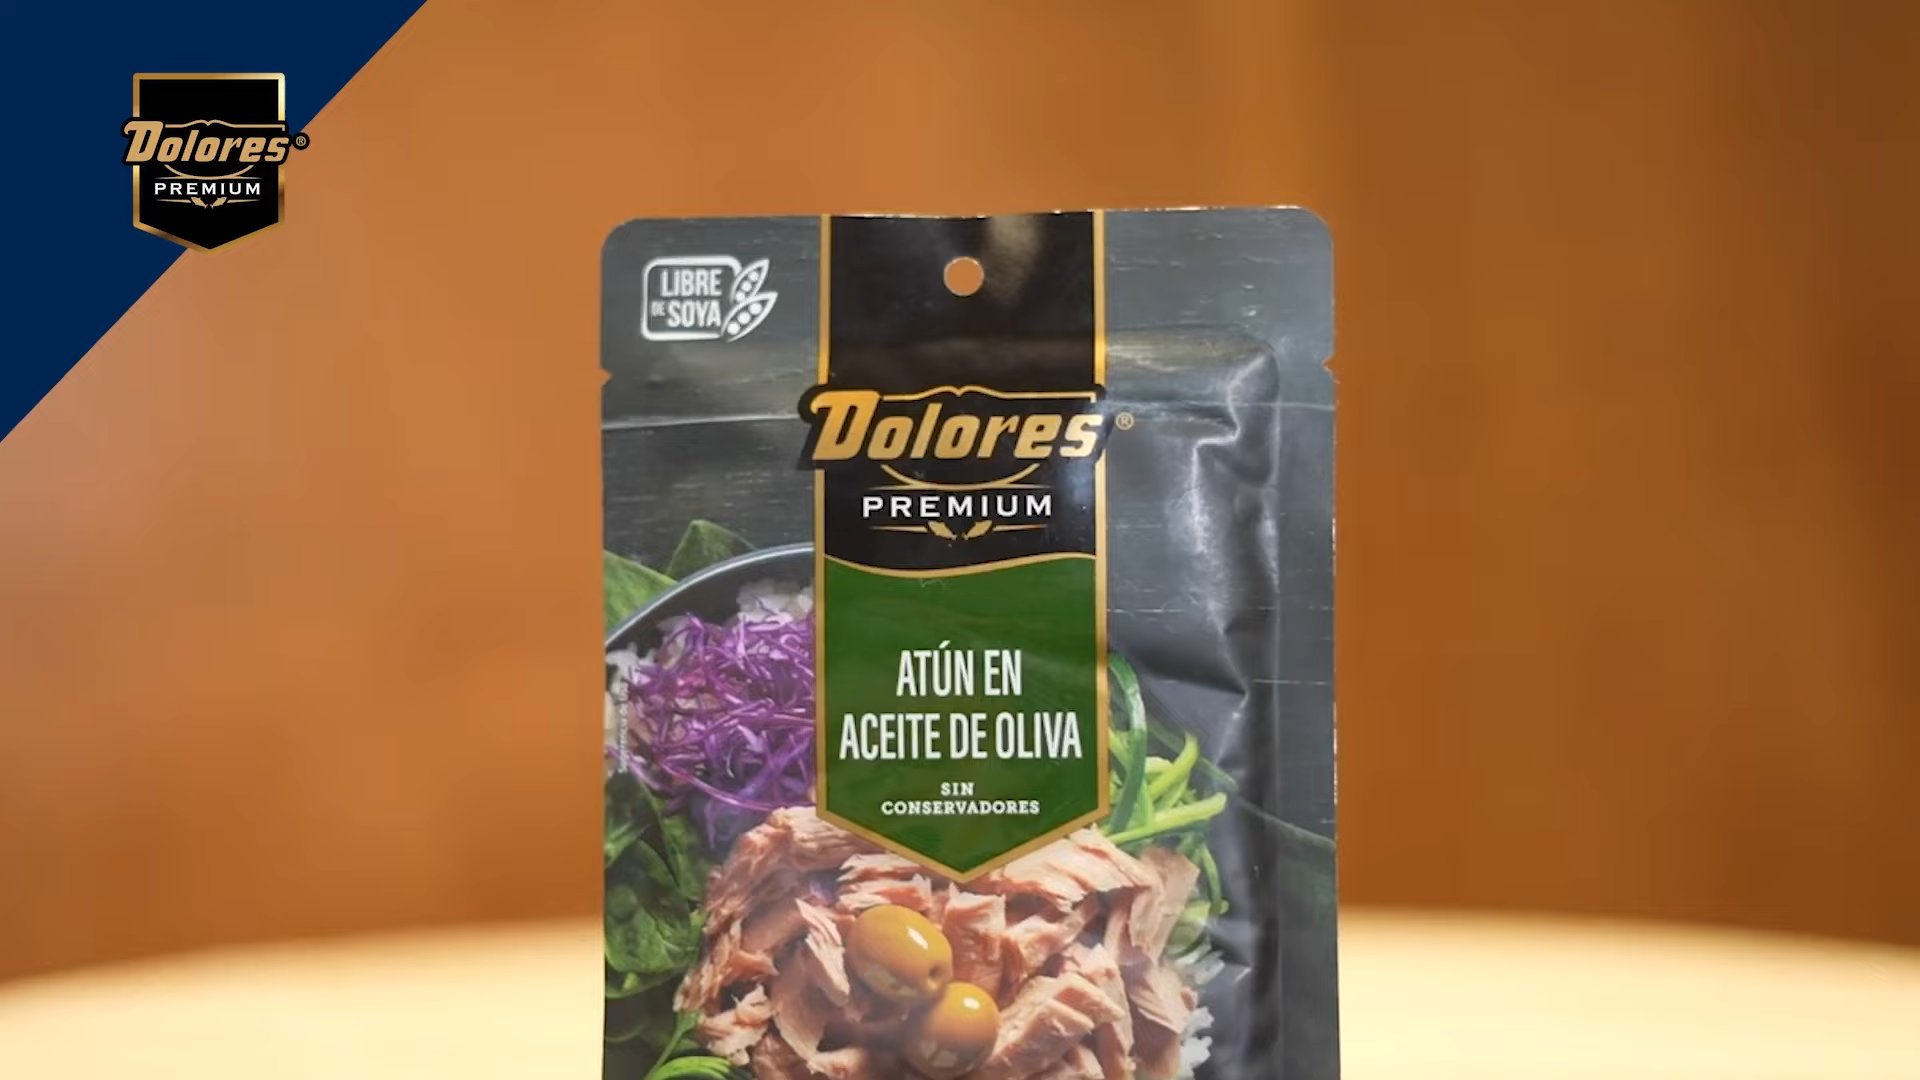 Dolores®
PREMIUM
LIBRE
DE SOYA
Dolores®
PREMIUM
ATÚN EN
ACEITE DE OLIVA
SIN
CONSERVADORES